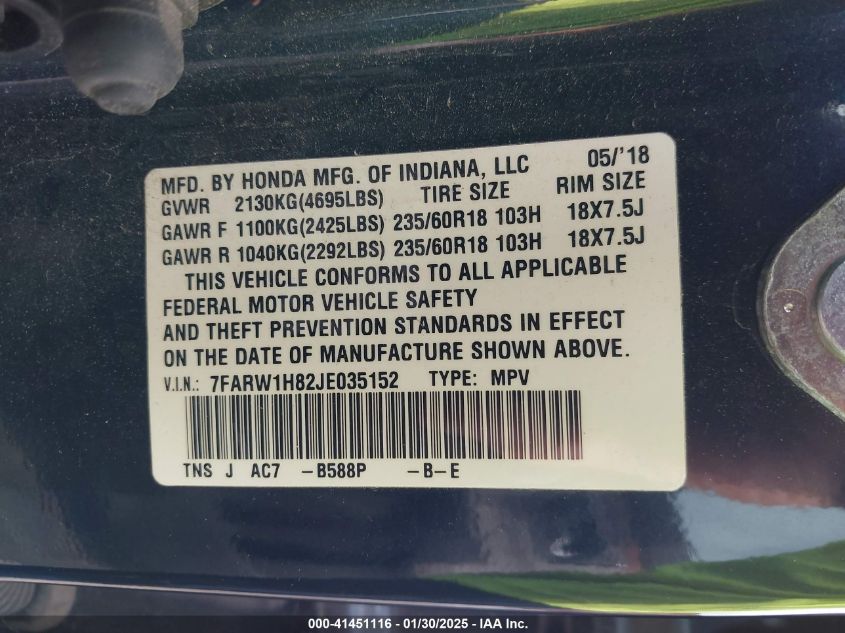 MFD. BY HONDA MFG. OF INDIANA, LLC 05/'18
GVWR 2130KG(4695LBS) TIRE SIZE RIM SIZE
GAWR F 1100KG(2425LBS) 235/60R18 103H 18X7.5J
GAWR R 1040KG(2292LBS) 235/60R18 103H 18X7.5J
THIS VEHICLE CONFORMS TO ALL APPLICABLE
FEDERAL MOTOR VEHICLE SAFETY
AND THEFT PREVENTION STANDARDS IN EFFECT
ON THE DATE OF MANUFACTURE SHOWN ABOVE.
V.I.N.: 7FARW1H82JE035152 TYPE: MPV
TNS J AC7 -B588P -B-E
000-41451116 - 01/30/2025 - IAA Inc.